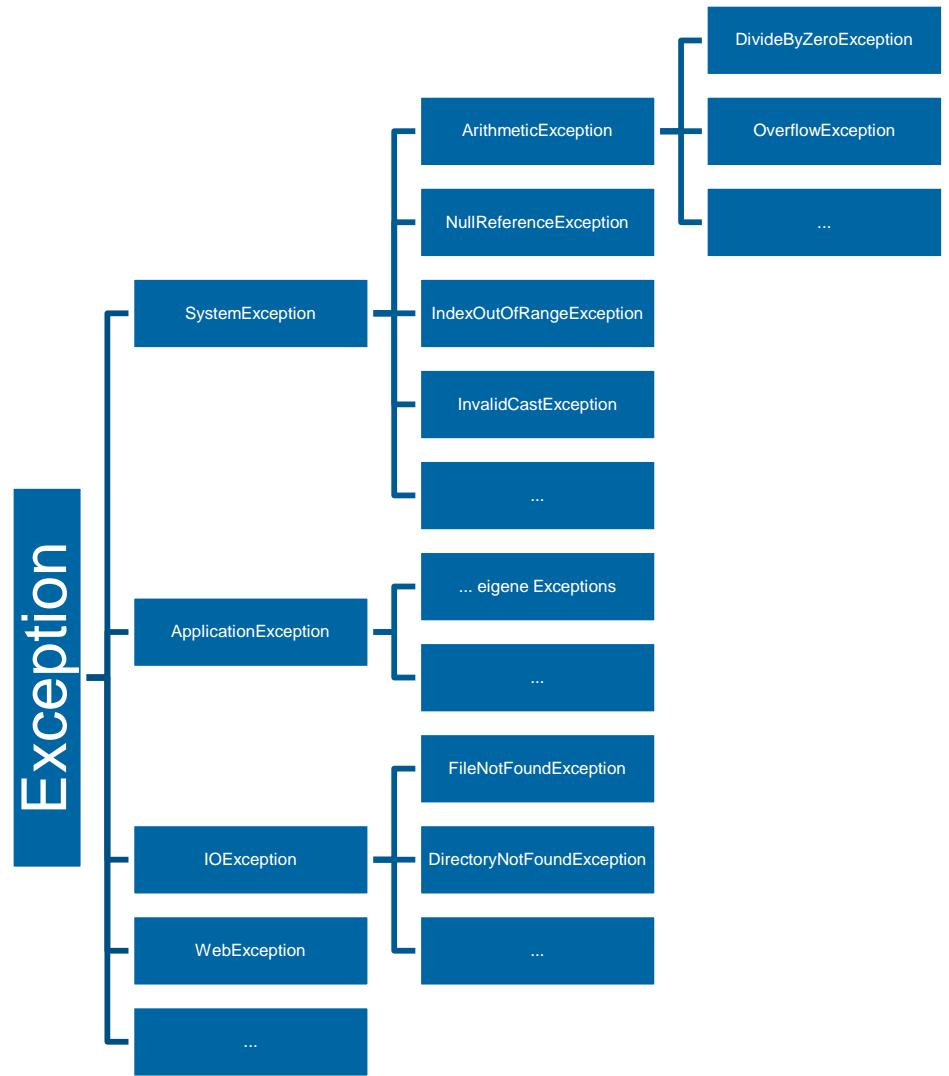 Exception
SystemException
ArithmeticException
DivideByZeroException
OverflowException
...
NullReferenceException
IndexOutOfRangeException
InvalidCastException
...
ApplicationException
... eigene Exceptions
...
IOException
FileNotFoundException
DirectoryNotFoundException
...
WebException
...